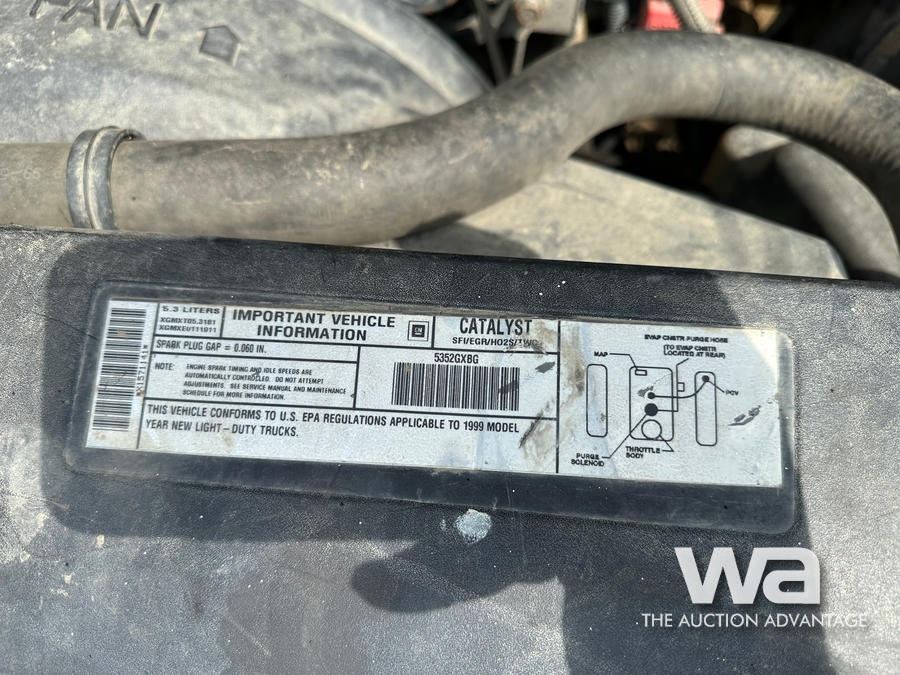 FAN
5.3 LITERS
XGMXT05.3181
XGMXE0111911
IMPORTANT VEHICLE
INFORMATION
GM
CATALYST
SFI/EGR/HO2S/TWC
SPARK PLUG GAP = 0.060 IN.
NOTE: ENGINE SPARK TIMING AND IDLE SPEEDS ARE
AUTOMATICALLY CONTROLLED. DO NOT ATTEMPT
ADJUSTMENTS. SEE SERVICE MANUAL AND MAINTENANCE
SCHEDULE FOR MORE INFORMATION.
5352GXBG
THIS VEHICLE CONFORMS TO U.S. EPA REGULATIONS APPLICABLE TO 1999 MODEL
YEAR NEW LIGHT-DUTY TRUCKS.
EVAP CNSTR PURGE HOSE
(TO EVAP CNSTR
LOCATED AT REAR)
MAP
PCV
PURGE
SOLENOID
THROTTLE
BODY
wa
THE AUCTION ADVANTAGE